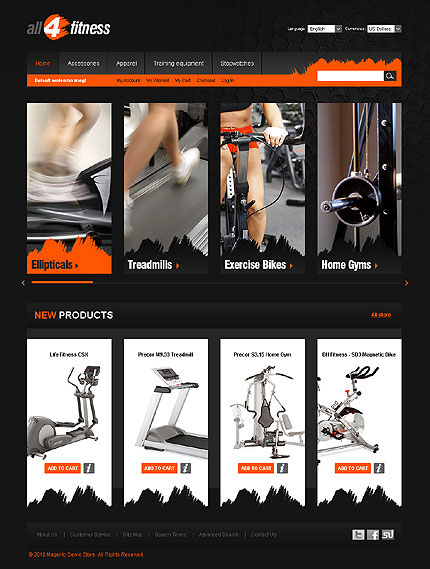 all 4 fitness
Language: English Currency: US Dollars
Home Accessories Apparel Training equipment Stopwatches
Default welcome msg! My Account My Wishlist My Cart Checkout Log In
Ellipticals Treadmills Exercise Bikes Home Gyms
NEW PRODUCTS All store
Life Fitness CSX Precor M9.33 Treadmill Precor S3.15 Home Gym BH fitness - SD3 Magnetic Bike
ADD TO CART i ADD TO CART i ADD TO CART i ADD TO CART i
About Us | Customer Service | Site Map | Search Terms | Advanced Search | Contact Us
© 2010 Magento Demo Store. All Rights Reserved.